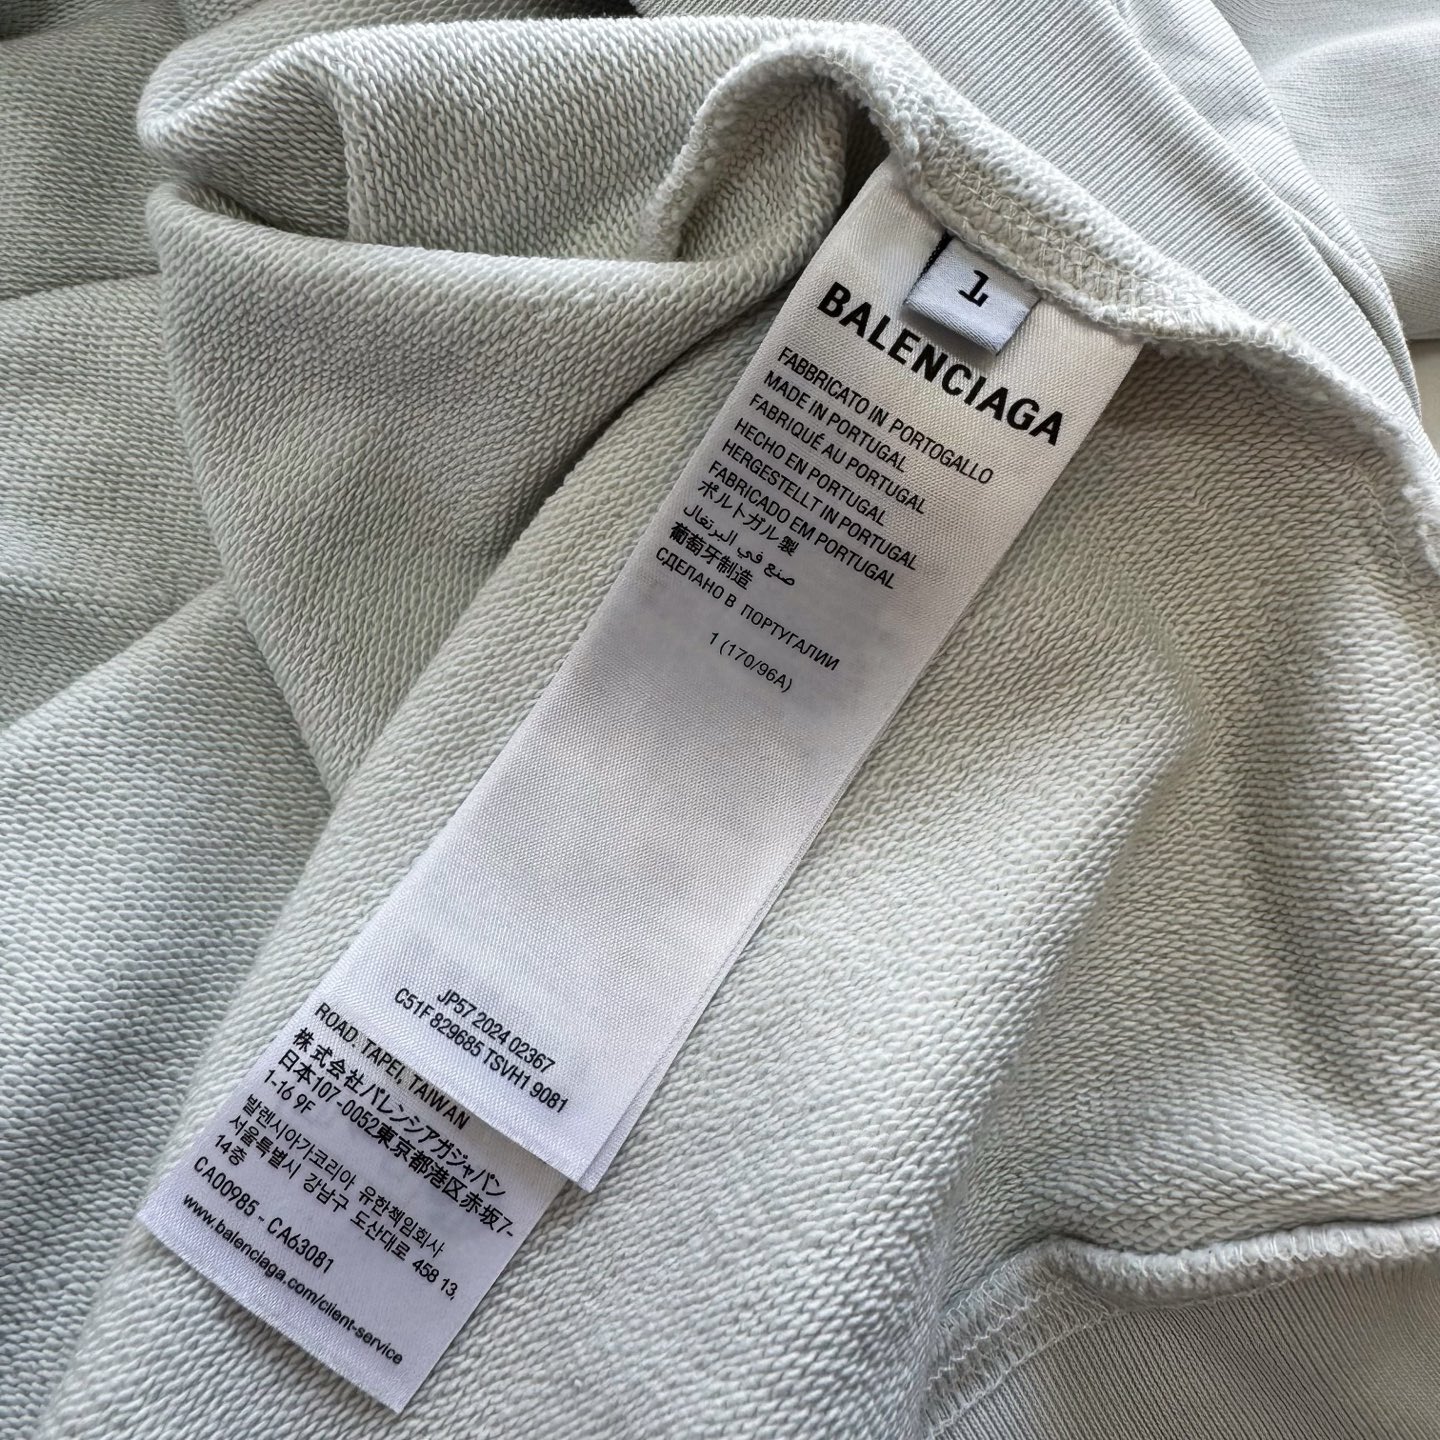 1
BALENCIAGA
FABBRICATO IN PORTOGALLO
MADE IN PORTUGAL
FABRIQUÉ AU PORTUGAL
HECHO EN PORTUGAL
HERGESTELLT IN PORTUGAL
FABRICADO EM PORTUGAL
ポルトガル製
صنع في البرتغال
葡萄牙制造
СДЕЛАНО В ПОРТУГАЛИИ
1 (170/96A)
JP57 2024 02367
C51F 829685 TSVH1 9081
ROAD. TAPEI, TAIWAN
株式会社バレンシアガジャパン
日本107-0052東京都港区赤坂7-
1-16 9F
발렌시아가코리아 유한책임회사
서울특별시 강남구 도산대로 458 13,
14층
CA00985 - CA63081
www.balenciaga.com/client-service